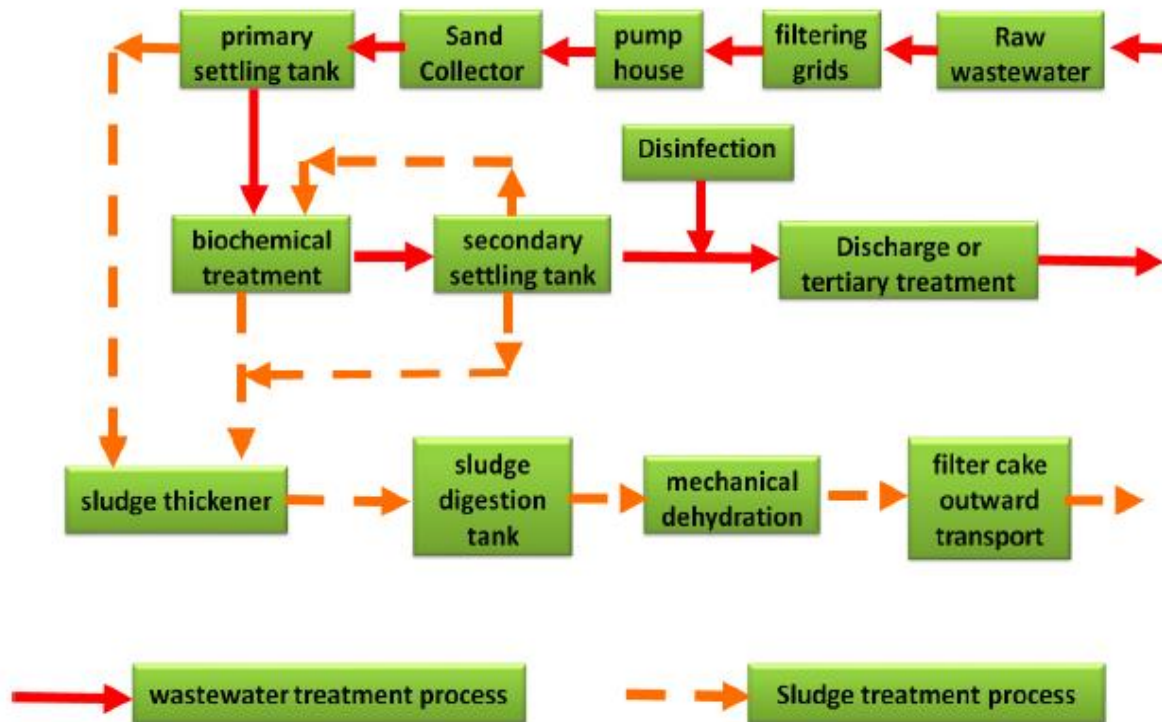 primary
settling tank
Sand
Collector
pump
house
filtering
grids
Raw
wastewater
Disinfection
biochemical
treatment
secondary
settling tank
Discharge or
tertiary treatment
sludge thickener
sludge
digestion
tank
mechanical
dehydration
filter cake
outward
transport
wastewater treatment process
Sludge treatment process